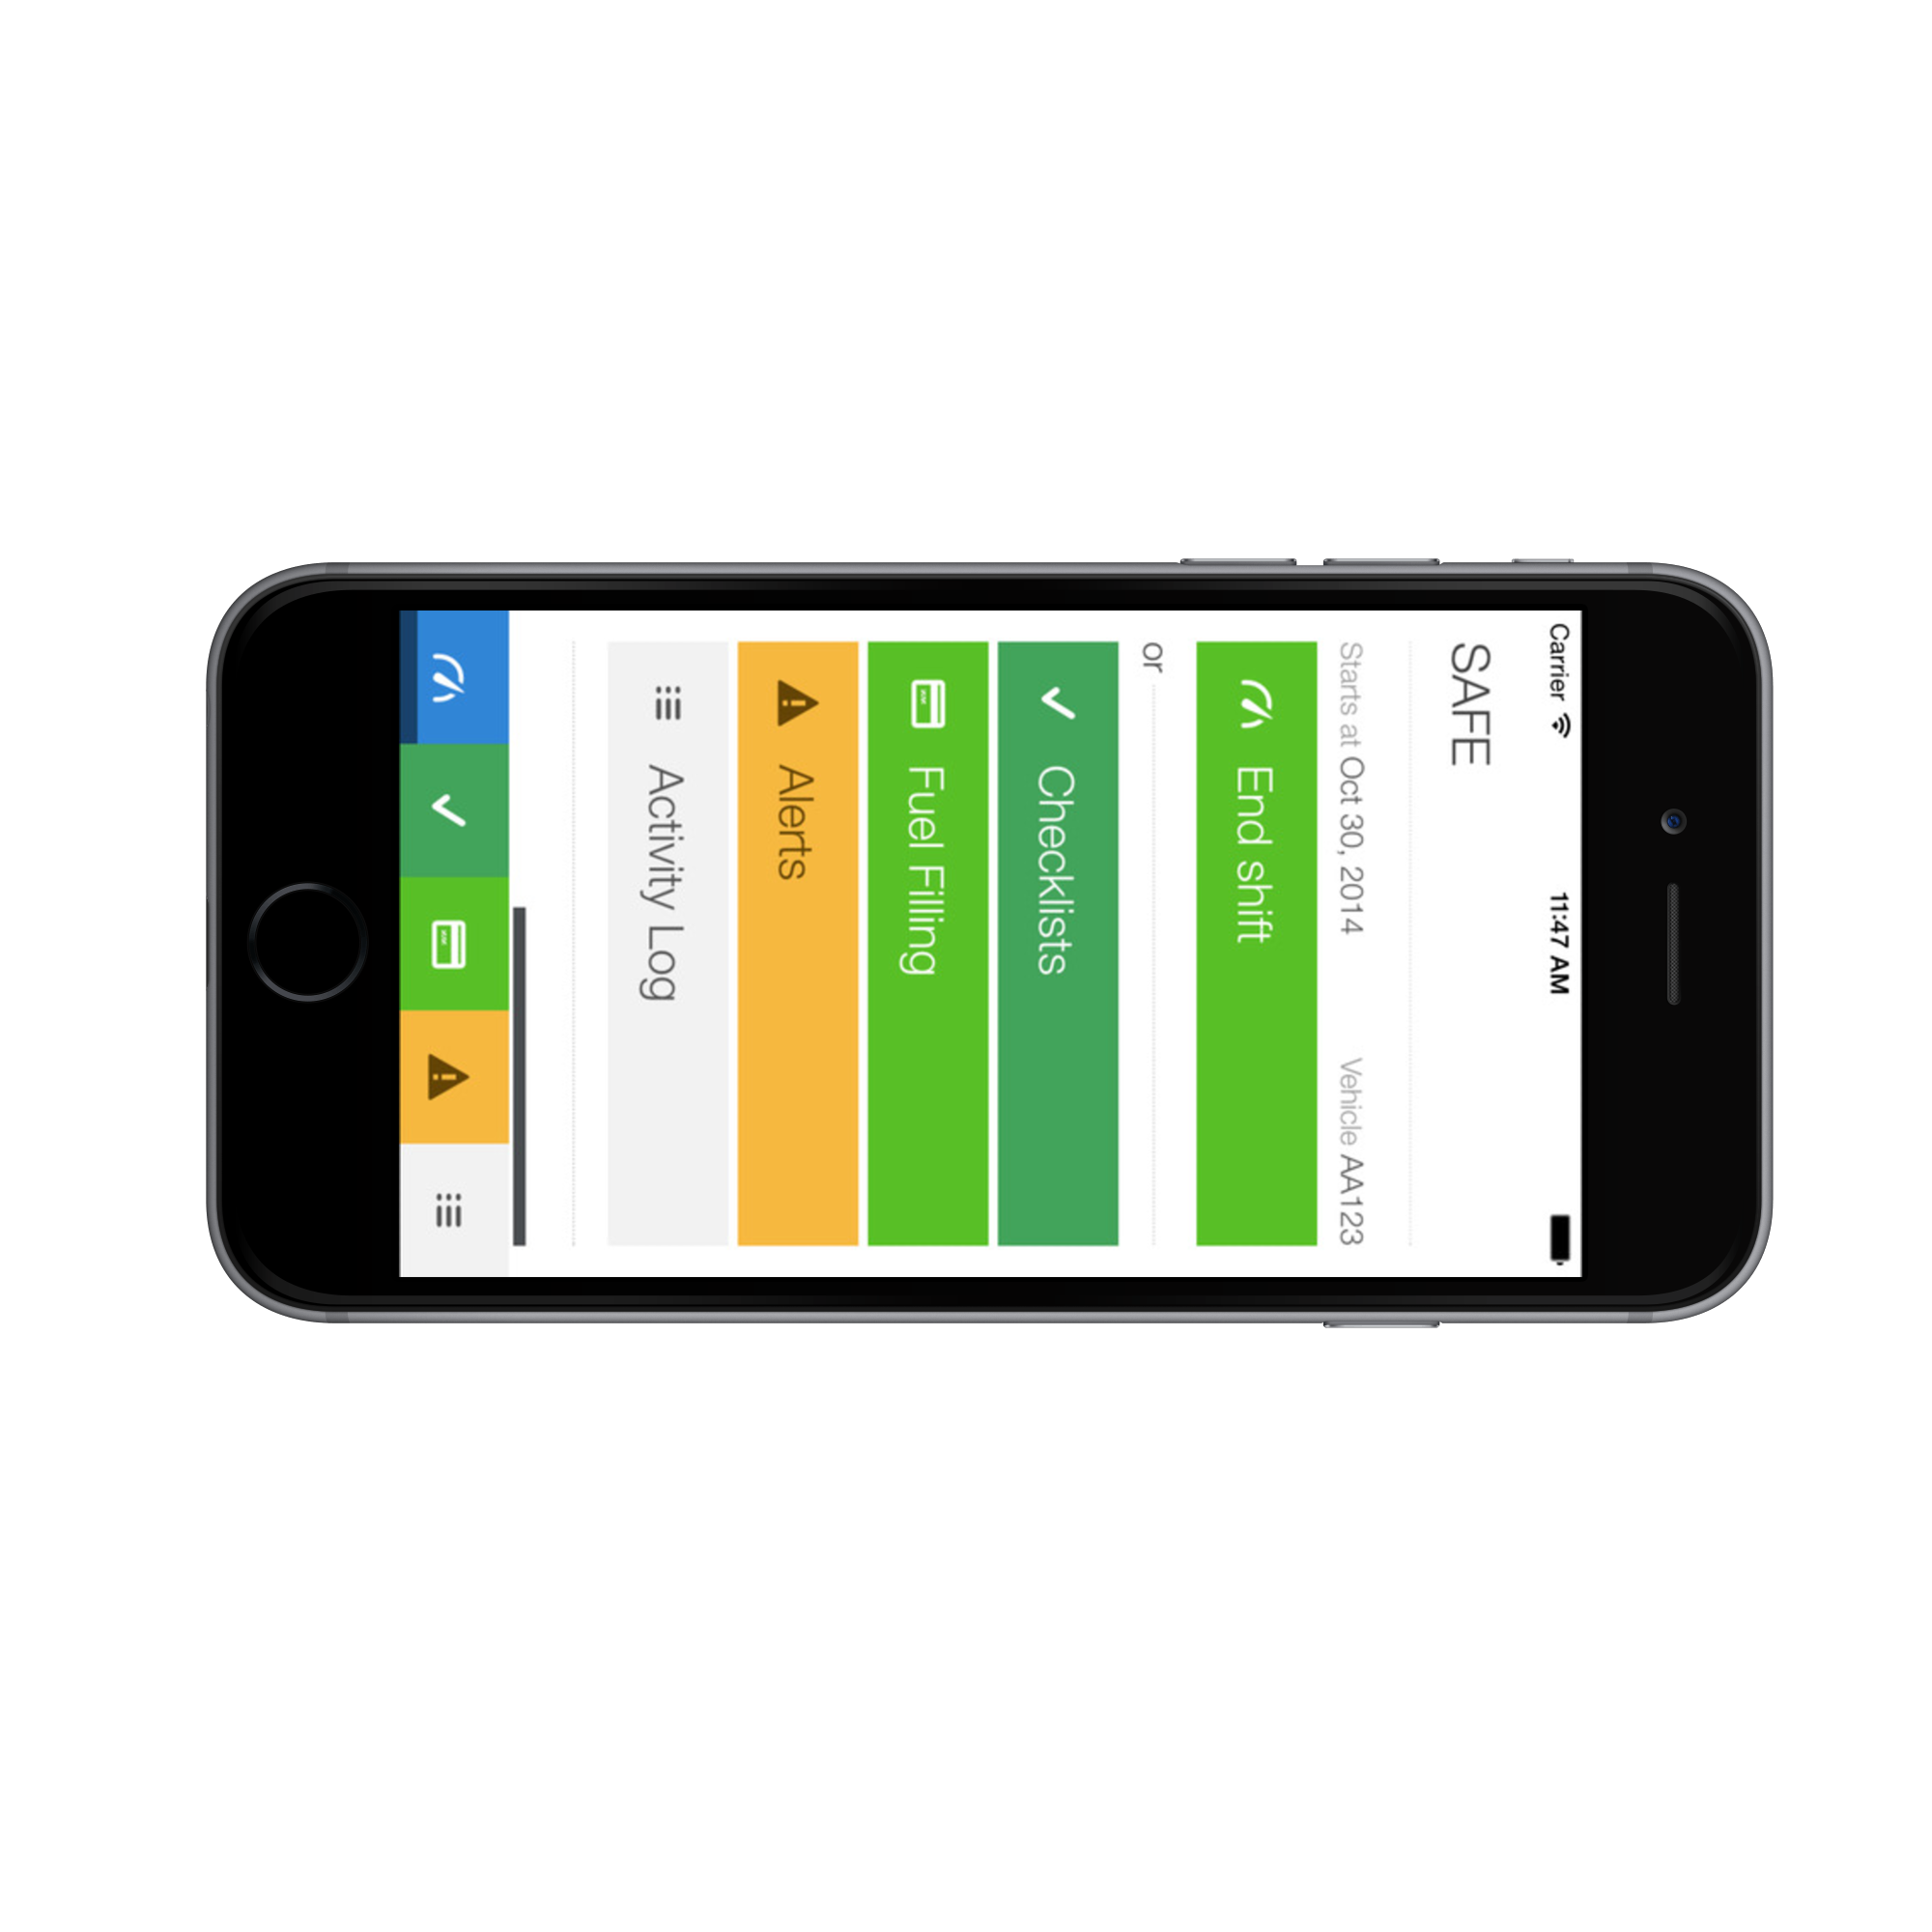 Carrier 11:47 AM
SAFE
Starts at Oct 30, 2014 Vehicle AA123
End shift
or
Checklists
Fuel Filling
Alerts
Activity Log